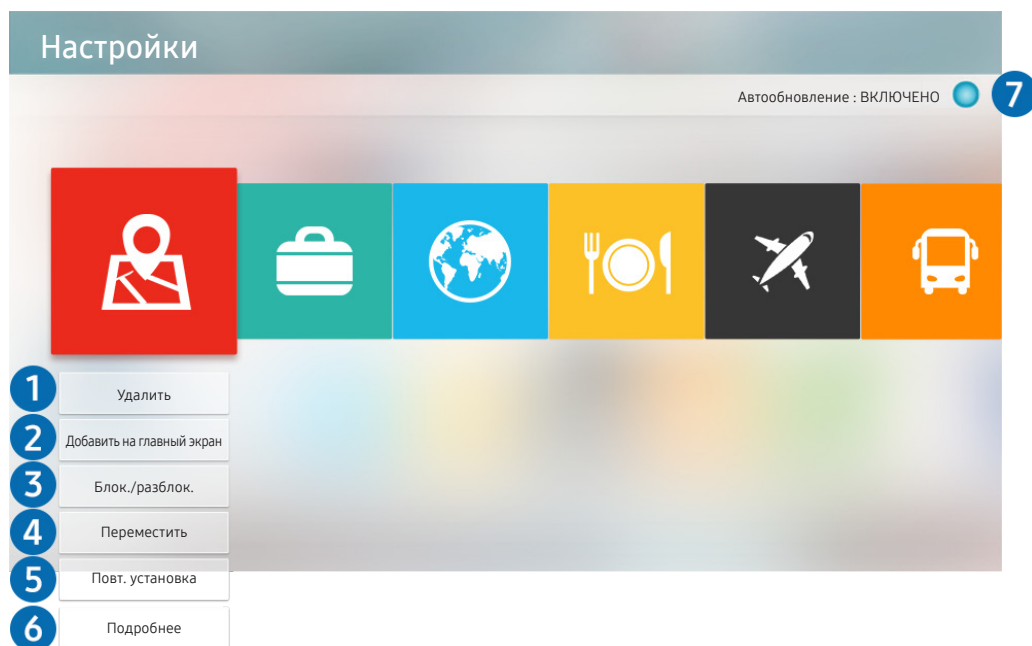 Настройки
Автообновление : ВКЛЮЧЕНО 7
1 Удалить
2 Добавить на главный экран
3 Блок./разблок.
4 Переместить
5 Повт. установка
6 Подробнее